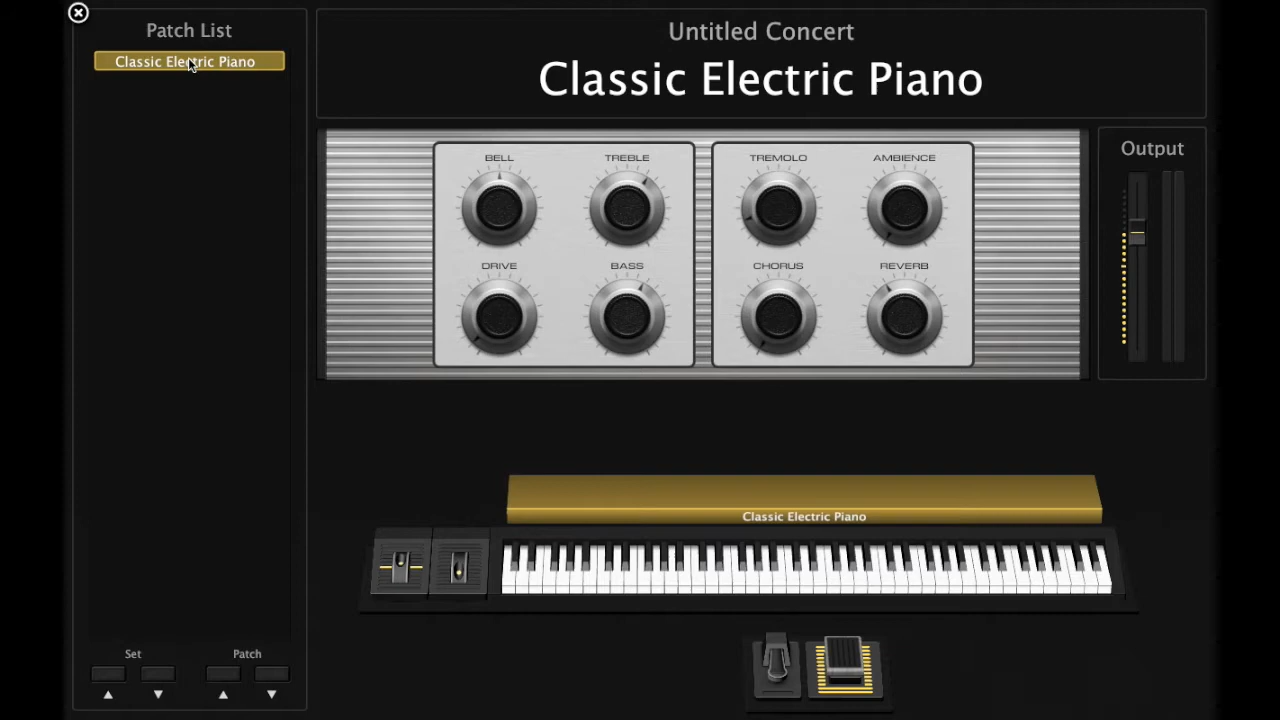 Patch List
Classic Electric Piano
Untitled Concert
Classic Electric Piano
BELL
TREBLE
TREMOLO
AMBIENCE
DRIVE
BASS
CHORUS
REVERB
Output
Classic Electric Piano
Set
Patch